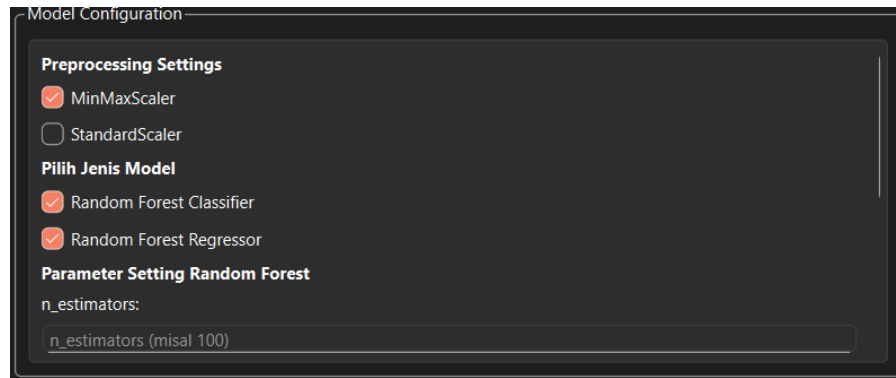 Model Configuration
Preprocessing Settings
MinMaxScaler
StandardScaler
Pilih Jenis Model
Random Forest Classifier
Random Forest Regressor
Parameter Setting Random Forest
n_estimators:
n_estimators (misal 100)